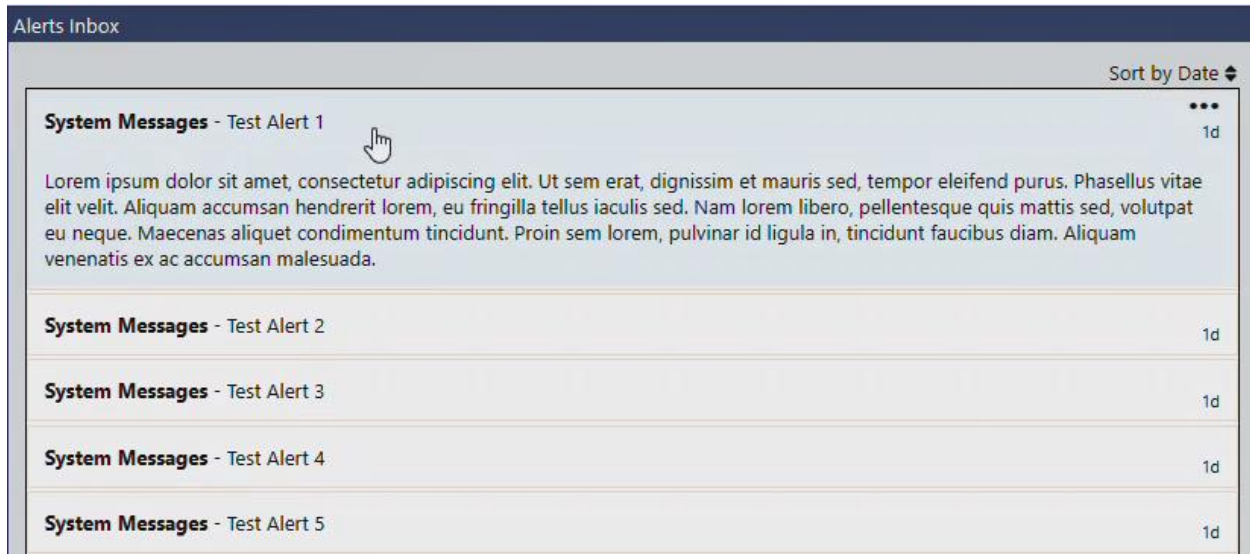 Alerts Inbox
Sort by Date
System Messages - Test Alert 1
1d
Lorem ipsum dolor sit amet, consectetur adipiscing elit. Ut sem erat, dignissim et mauris sed, tempor eleifend purus. Phasellus vitae
elit velit. Aliquam accumsan hendrerit lorem, eu fringilla tellus iaculis sed. Nam lorem libero, pellentesque quis mattis sed, volutpat
eu neque. Maecenas aliquet condimentum tincidunt. Proin sem lorem, pulvinar id ligula in, tincidunt faucibus diam. Aliquam
venenatis ex ac accumsan malesuada.
System Messages - Test Alert 2
1d
System Messages - Test Alert 3
1d
System Messages - Test Alert 4
1d
System Messages - Test Alert 5
1d